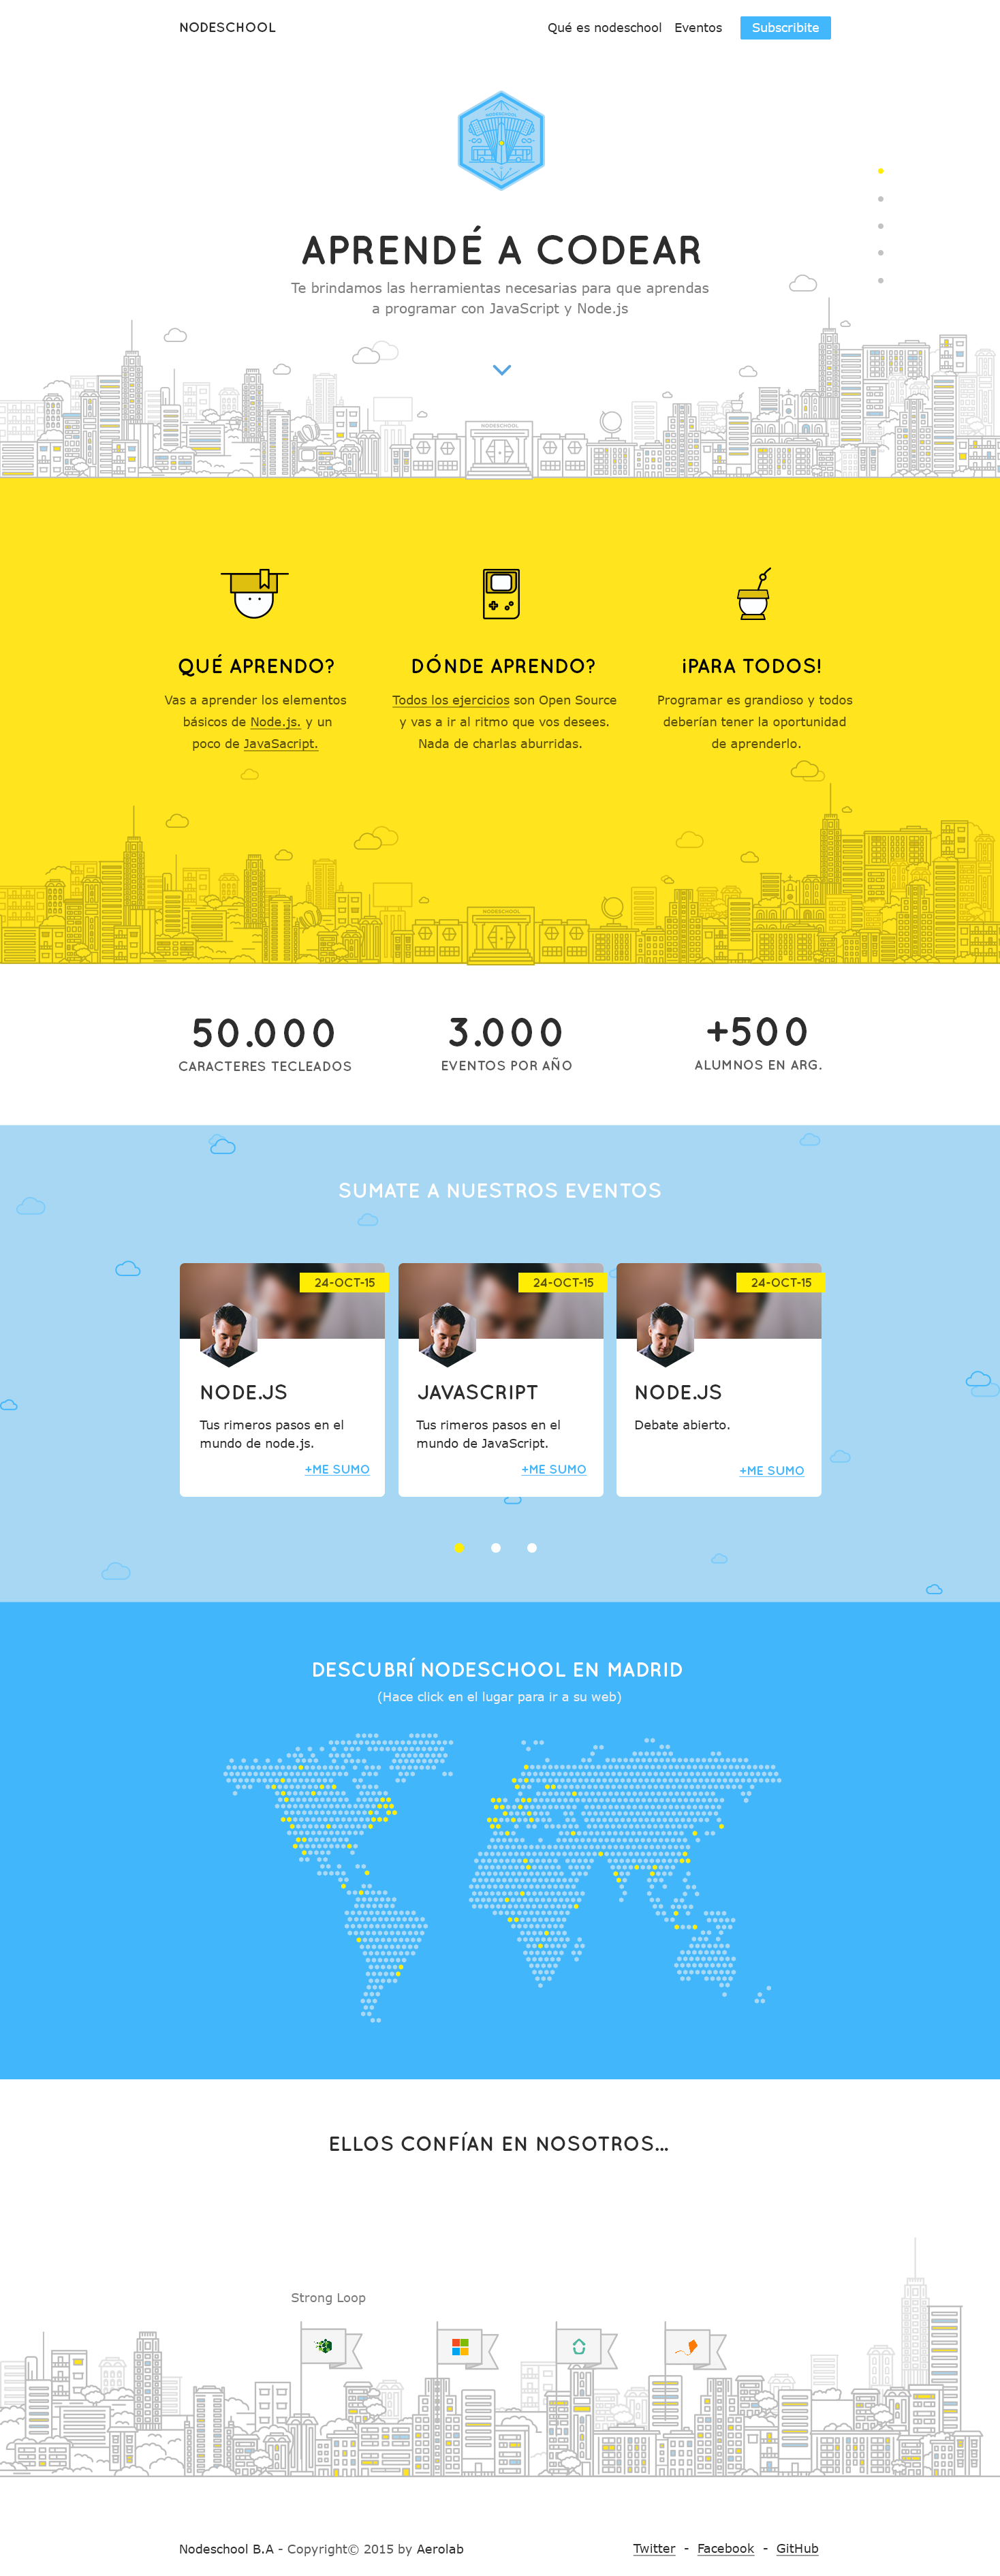 NODESCHOOL
Qué es nodeschool
Eventos
Subscribite
NODESCHOOL
APRENDÉ A CODEAR
Te brindamos las herramientas necesarias para que aprendas
a programar con JavaScript y Node.js
NODESCHOOL
QUÉ APRENDO?
Vas a aprender los elementos
básicos de Node.js. y un
poco de JavaSacript.
DÓNDE APRENDO?
Todos los ejercicios son Open Source
y vas a ir al ritmo que vos desees.
Nada de charlas aburridas.
¡PARA TODOS!
Programar es grandioso y todos
deberían tener la oportunidad
de aprenderlo.
NODESCHOOL
50.000
CARACTERES TECLEADOS
3.000
EVENTOS POR AÑO
+500
ALUMNOS EN ARG.
SUMATE A NUESTROS EVENTOS
24-OCT-15
NODE.JS
Tus rimeros pasos en el
mundo de node.js.
+ME SUMO
24-OCT-15
JAVASCRIPT
Tus rimeros pasos en el
mundo de JavaScript.
+ME SUMO
24-OCT-15
NODE.JS
Debate abierto.
+ME SUMO
DESCUBRÍ NODESCHOOL EN MADRID
(Hace click en el lugar para ir a su web)
ELLOS CONFÍAN EN NOSOTROS...
Strong Loop
Nodeschool B.A - Copyright© 2015 by Aerolab
Twitter - Facebook - GitHub